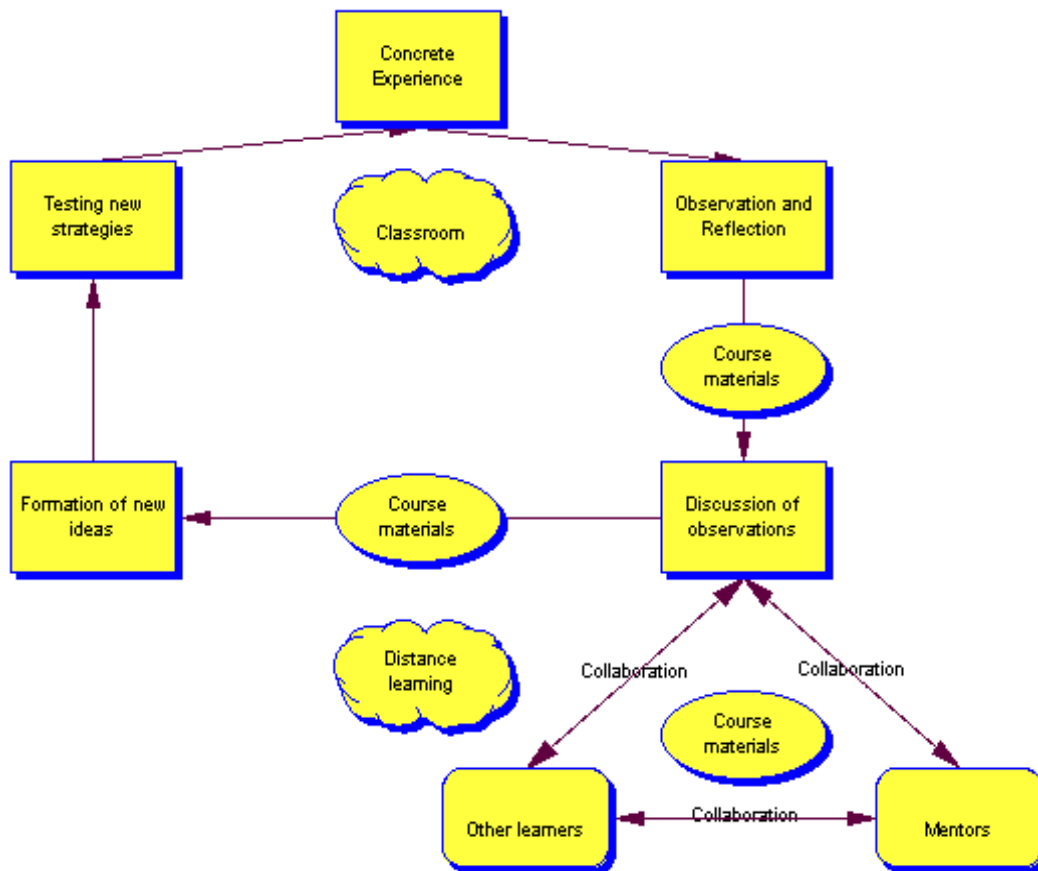 Concrete
Experience
Testing new
strategies
Classroom
Observation and
Reflection
Course
materials
Formation of new
ideas
Course
materials
Discussion of
observations
Distance
learning
Collaboration
Collaboration
Course
materials
Other learners
Collaboration
Mentors